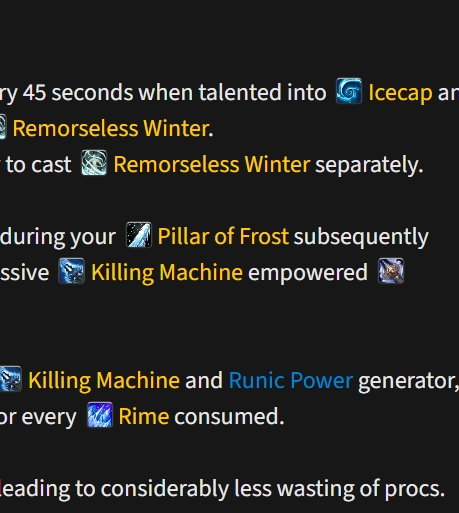 ry 45 seconds when talented into Icecap an
Remorseless Winter.
to cast Remorseless Winter separately.
during your Pillar of Frost subsequently
ssive Killing Machine empowered
Killing Machine and Runic Power generator,
or every Rime consumed.
leading to considerably less wasting of procs.